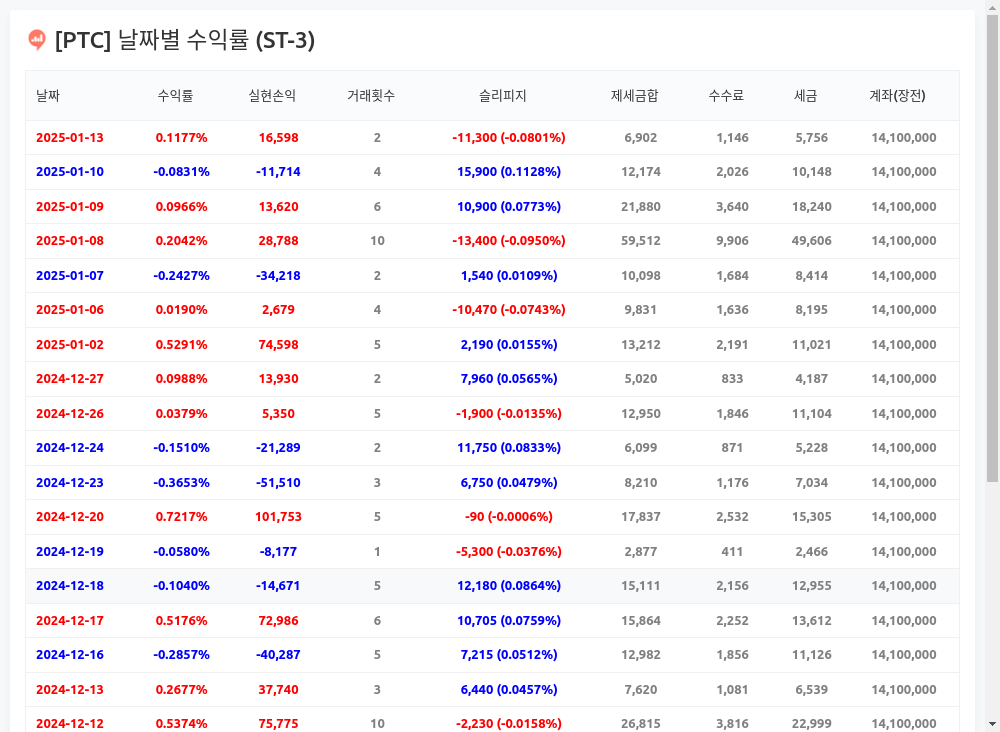 [PTC] 날짜별 수익률 (ST-3)
날짜 수익률 실현손익 거래횟수 슬리피지 제세금합 수수료 세금 계좌(장전)
2025-01-13 0.1177% 16,598 2 -11,300 (-0.0801%) 6,902 1,146 5,756 14,100,000
2025-01-10 -0.0831% -11,714 4 15,900 (0.1128%) 12,174 2,026 10,148 14,100,000
2025-01-09 0.0966% 13,620 6 10,900 (0.0773%) 21,880 3,640 18,240 14,100,000
2025-01-08 0.2042% 28,788 10 -13,400 (-0.0950%) 59,512 9,906 49,606 14,100,000
2025-01-07 -0.2427% -34,218 2 1,540 (0.0109%) 10,098 1,684 8,414 14,100,000
2025-01-06 0.0190% 2,679 4 -10,470 (-0.0743%) 9,831 1,636 8,195 14,100,000
2025-01-02 0.5291% 74,598 5 2,190 (0.0155%) 13,212 2,191 11,021 14,100,000
2024-12-27 0.0988% 13,930 2 7,960 (0.0565%) 5,020 833 4,187 14,100,000
2024-12-26 0.0379% 5,350 5 -1,900 (-0.0135%) 12,950 1,846 11,104 14,100,000
2024-12-24 -0.1510% -21,289 2 11,750 (0.0833%) 6,099 871 5,228 14,100,000
2024-12-23 -0.3653% -51,510 3 6,750 (0.0479%) 8,210 1,176 7,034 14,100,000
2024-12-20 0.7217% 101,753 5 -90 (-0.0006%) 17,837 2,532 15,305 14,100,000
2024-12-19 -0.0580% -8,177 1 -5,300 (-0.0376%) 2,877 411 2,466 14,100,000
2024-12-18 -0.1040% -14,671 5 12,180 (0.0864%) 15,111 2,156 12,955 14,100,000
2024-12-17 0.5176% 72,986 6 10,705 (0.0759%) 15,864 2,252 13,612 14,100,000
2024-12-16 -0.2857% -40,287 5 7,215 (0.0512%) 12,982 1,856 11,126 14,100,000
2024-12-13 0.2677% 37,740 3 6,440 (0.0457%) 7,620 1,081 6,539 14,100,000
2024-12-12 0.5374% 75,775 10 -2,230 (-0.0158%) 26,815 3,816 22,999 14,100,000